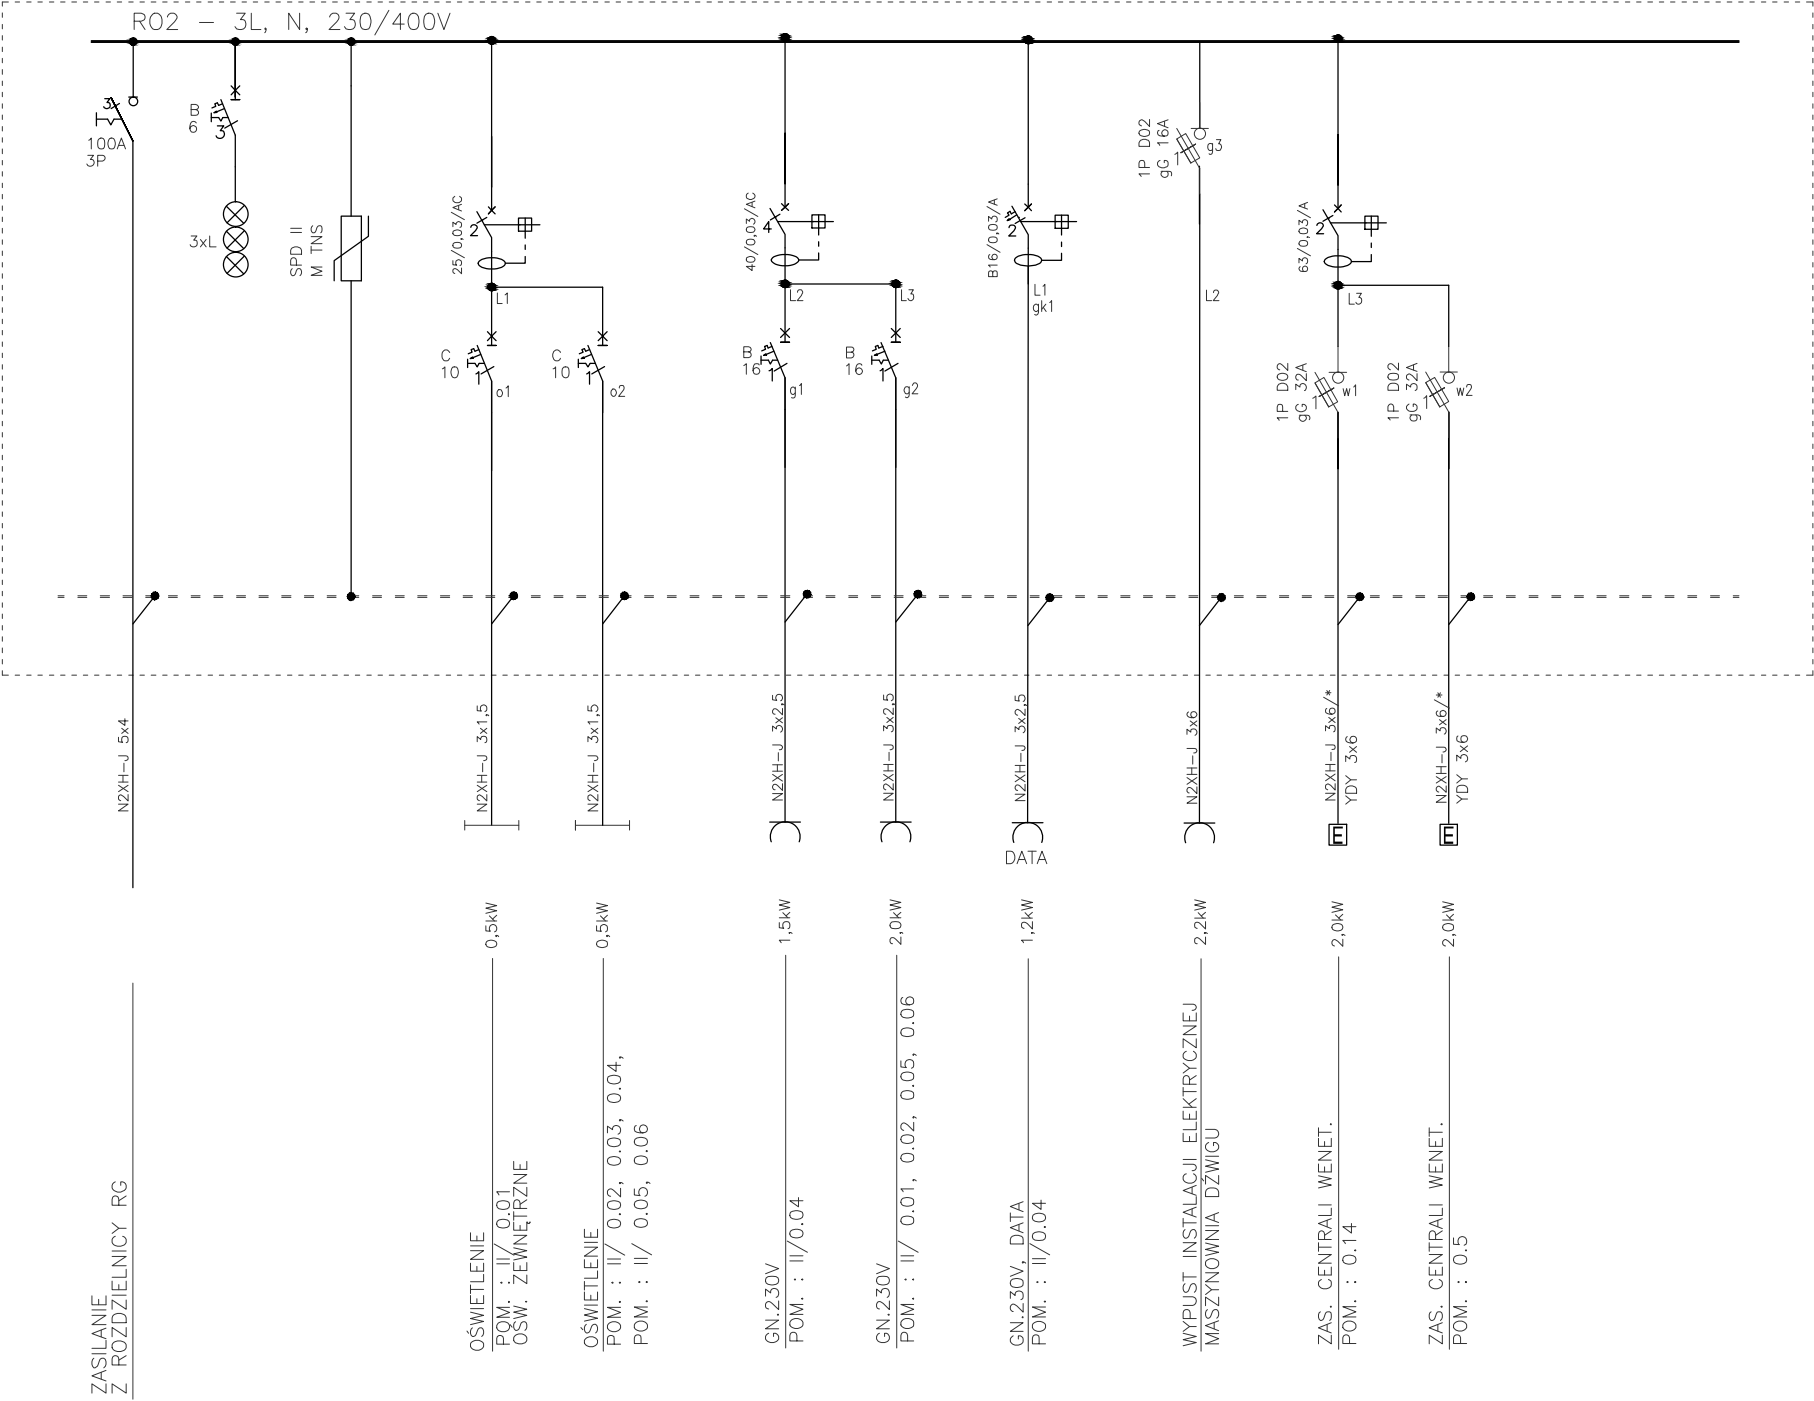 RO2 – 3L, N, 230/400V
3
100A
3P
B
6
3
3xL
SPD II
M TNS
25/0,03/AC
2
L1
C
10
1
o1
C
10
1
o2
40/0,03/AC
4
L2
L3
B
16
1
g1
B
16
1
g2
B16/0,03/A
2
L1
gk1
1P D02
gG 16A
1
g3
L2
63/0,03/A
2
L3
1P D02
gG 32A
1
w1
1P D02
gG 32A
1
w2
N2XH–J 5x4
N2XH–J 3x1,5
N2XH–J 3x1,5
N2XH–J 3x2,5
N2XH–J 3x2,5
N2XH–J 3x2,5
N2XH–J 3x6
N2XH–J 3x6/*
YDY 3x6
N2XH–J 3x6/*
YDY 3x6
DATA
E
E
0,5kW
0,5kW
1,5kW
2,0kW
1,2kW
2,2kW
2,0kW
2,0kW
ZASILANIE
Z ROZDZIELNICY RG
OŚWIETLENIE
POM. : II/ 0.01
OŚW. ZEWNĘTRZNE
OŚWIETLENIE
POM. : II/ 0.02, 0.03, 0.04,
POM. : II/ 0.05, 0.06
GN.230V
POM. : II/0.04
GN.230V
POM. : II/ 0.01, 0.02, 0.05, 0.06
GN.230V, DATA
POM. : II/0.04
WYPUST INSTALACJI ELEKTRYCZNEJ
MASZYNOWNIA DŹWIGU
ZAS. CENTRALI WENET.
POM. : 0.14
ZAS. CENTRALI WENET.
POM. : 0.5